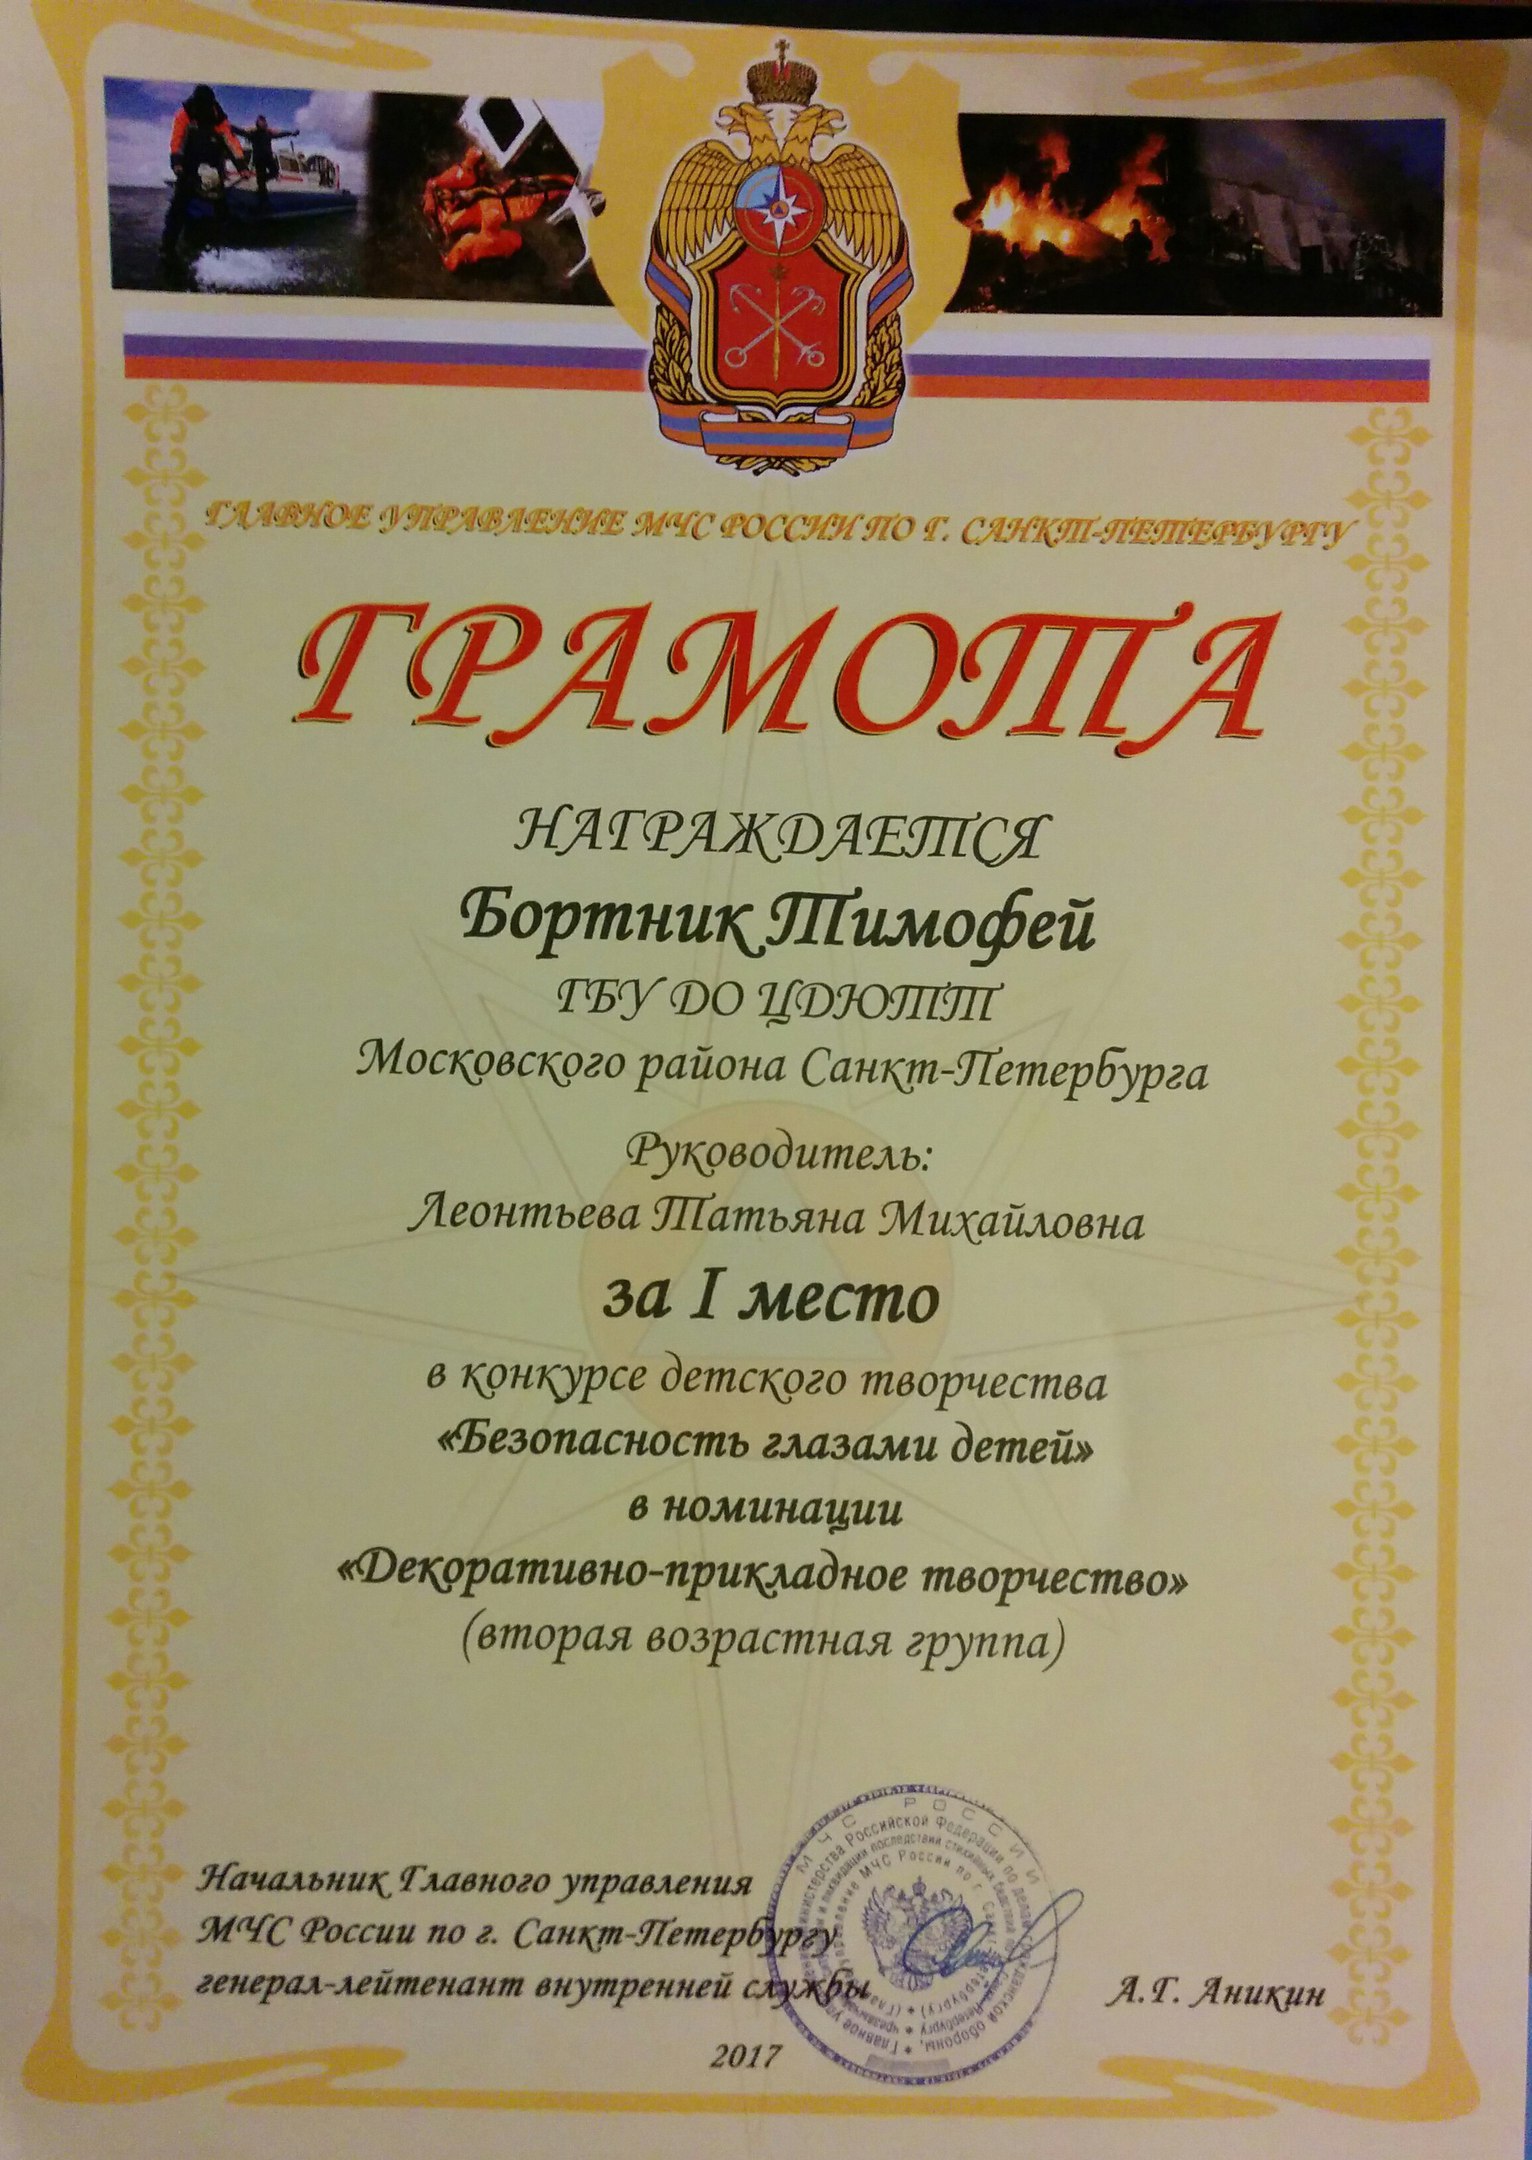 ГЛАВНОЕ УПРАВЛЕНИЕ МЧС РОССИИ ПО Г. САНКТ-ПЕТЕРБУРГУ
ГРАМОТА
НАГРАЖДАЕТСЯ
Бортник Тимофей
ГБУ ДО ЦДЮТТ
Московского района Санкт-Петербурга
Руководитель:
Леонтьева Татьяна Михайловна
за I место
в конкурсе детского творчества
«Безопасность глазами детей»
в номинации
«Декоративно-прикладное творчество»
(вторая возрастная группа)
Начальник Главного управления
МЧС России по г. Санкт-Петербургу
генерал-лейтенант внутренней службы
А.Г. Аникин
2017
МЧС РОССИИ